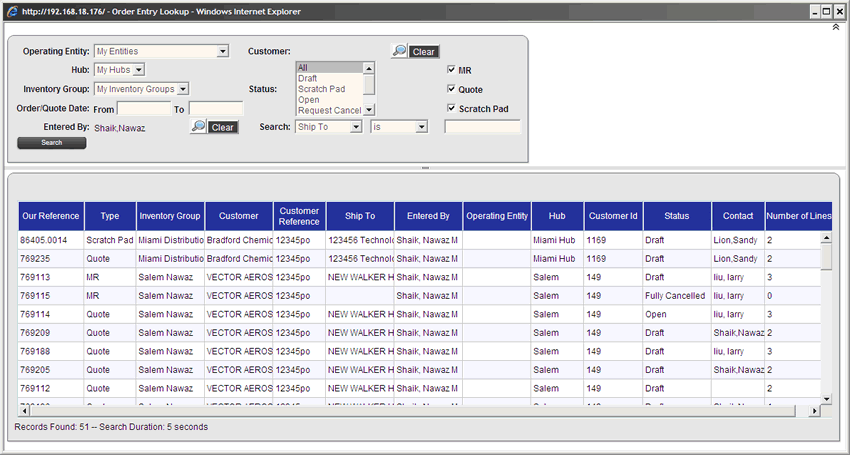 http://192.168.18.176/ - Order Entry Lookup - Windows Internet Explorer
Operating Entity: My Entities Customer: Clear
Hub: My Hubs All MR
Draft
Inventory Group: My Inventory Groups Status: Scratch Pad Quote
Open
Order/Quote Date: From To Request Cancel Scratch Pad
Entered By: Shaik,Nawaz Clear Search: Ship To is
Search
Our Reference Type Inventory Group Customer Customer Reference Ship To Entered By Operating Entity Hub Customer Id Status Contact Number of Lines
86405.0014 Scratch Pad Miami Distributio Bradford Chemic 12345po 123456 Technolo Shaik, Nawaz M Miami Hub 1169 Draft Lion,Sandy 2
769235 Quote Miami Distributio Bradford Chemic 12345po 123456 Technolo Shaik, Nawaz M Miami Hub 1169 Draft Lion,Sandy 2
769113 MR Salem Nawaz VECTOR AEROS 12345po NEW WALKER H Shaik, Nawaz M Salem 149 Draft liu, larry 3
769115 MR Salem Nawaz VECTOR AEROS 12345po Shaik, Nawaz M Salem 149 Fully Cancelled liu, larry 0
769114 Quote Salem Nawaz VECTOR AEROS 12345po NEW WALKER H Shaik, Nawaz M Salem 149 Open liu, larry 3
769209 Quote Salem Nawaz VECTOR AEROS 12345po NEW WALKER H Shaik, Nawaz M Salem 149 Draft Shaik,Nawaz 2
769188 Quote Salem Nawaz VECTOR AEROS 12345po NEW WALKER H Shaik, Nawaz M Salem 149 Draft liu, larry 3
769205 Quote Salem Nawaz VECTOR AEROS 12345po NEW WALKER H Shaik, Nawaz M Salem 149 Draft Shaik,Nawaz 2
769112 Quote Salem Nawaz VECTOR AEROS 12345po NEW WALKER H Shaik, Nawaz M Salem 149 Draft 2
Records Found: 51 -- Search Duration: 5 seconds